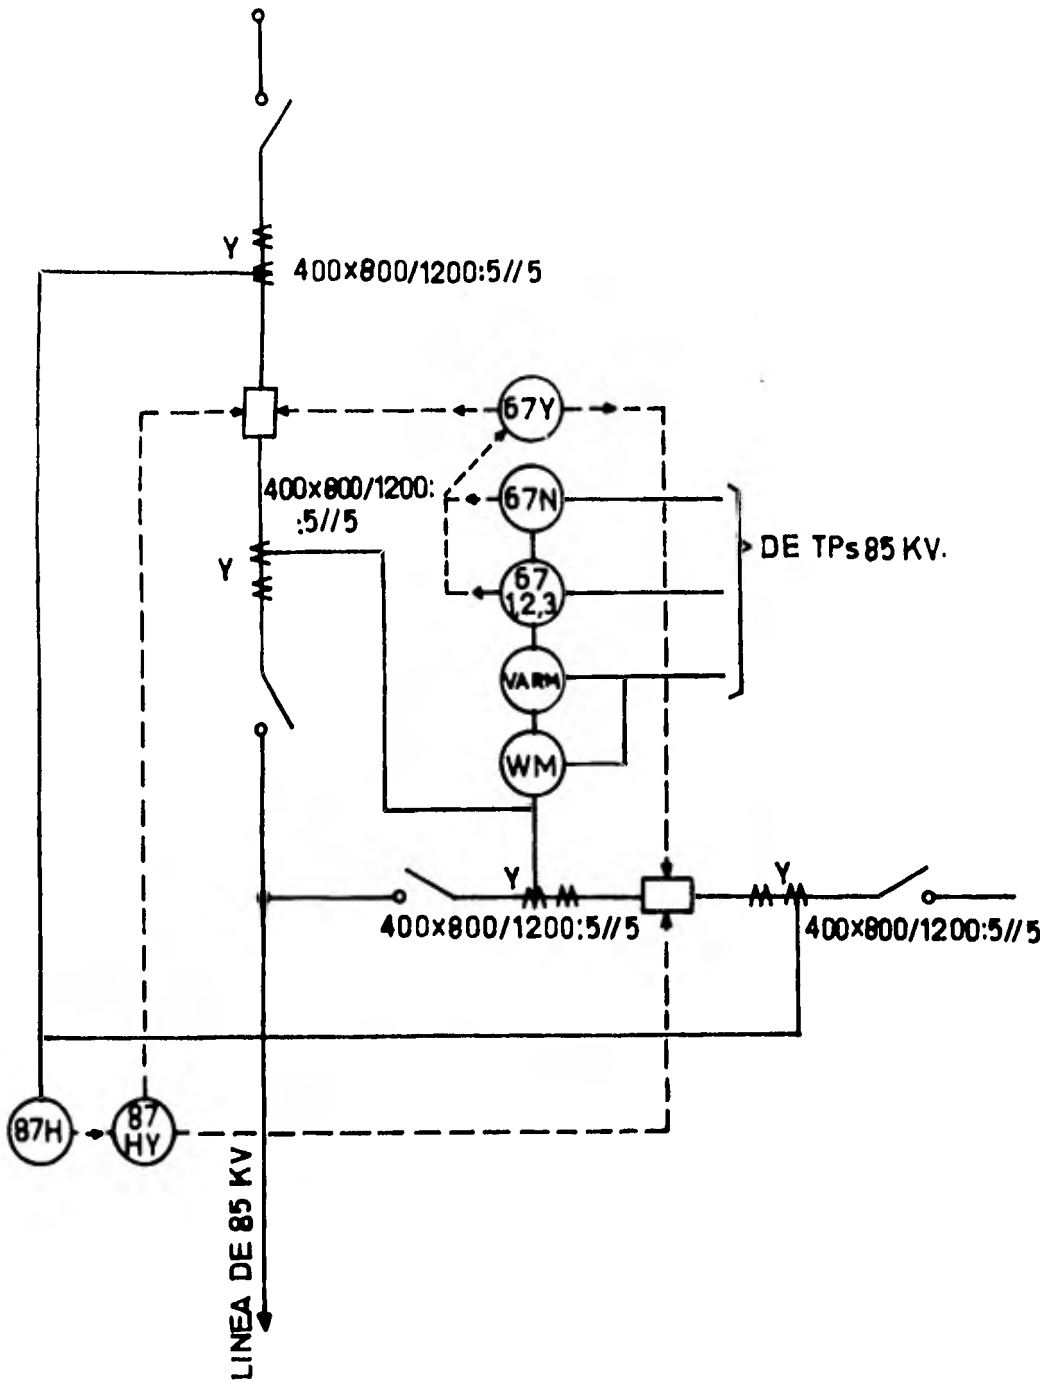 Y
400x800/1200:5//5
67Y
400x800/1200:
:5//5
67N
DE TPs 85 KV.
Y
67
1,2,3
VARM
WM
Y
Y
400x800/1200:5//5
400x800/1200:5//5
87H
87
HY
LINEA DE 85 KV